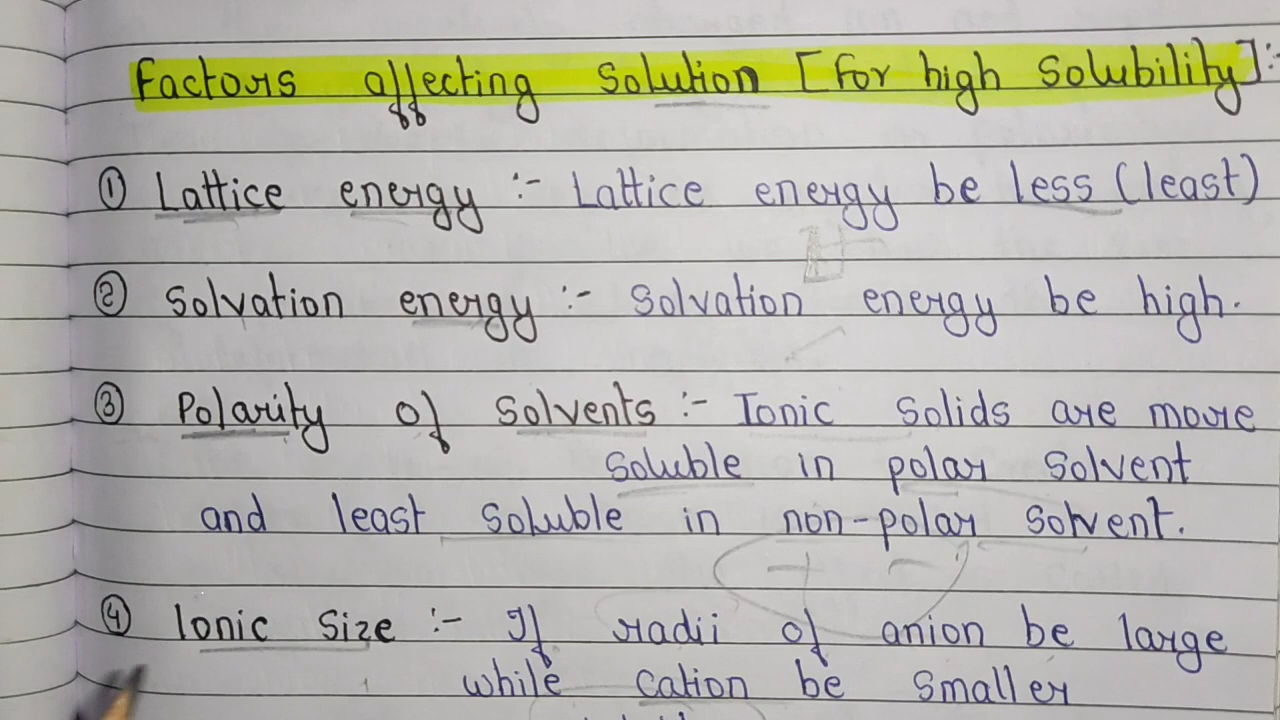 Factors affecting Solution [For high Solubility]:-
① Lattice energy :- Lattice energy be less (least)
② Solvation energy :- Solvation energy be high.
③ Polarity of Solvents :- Ionic Solids are more
Soluble in polar Solvent
and least Soluble in non-polar Solvent.
④ Ionic Size :- If radii of anion be large
while cation be smaller